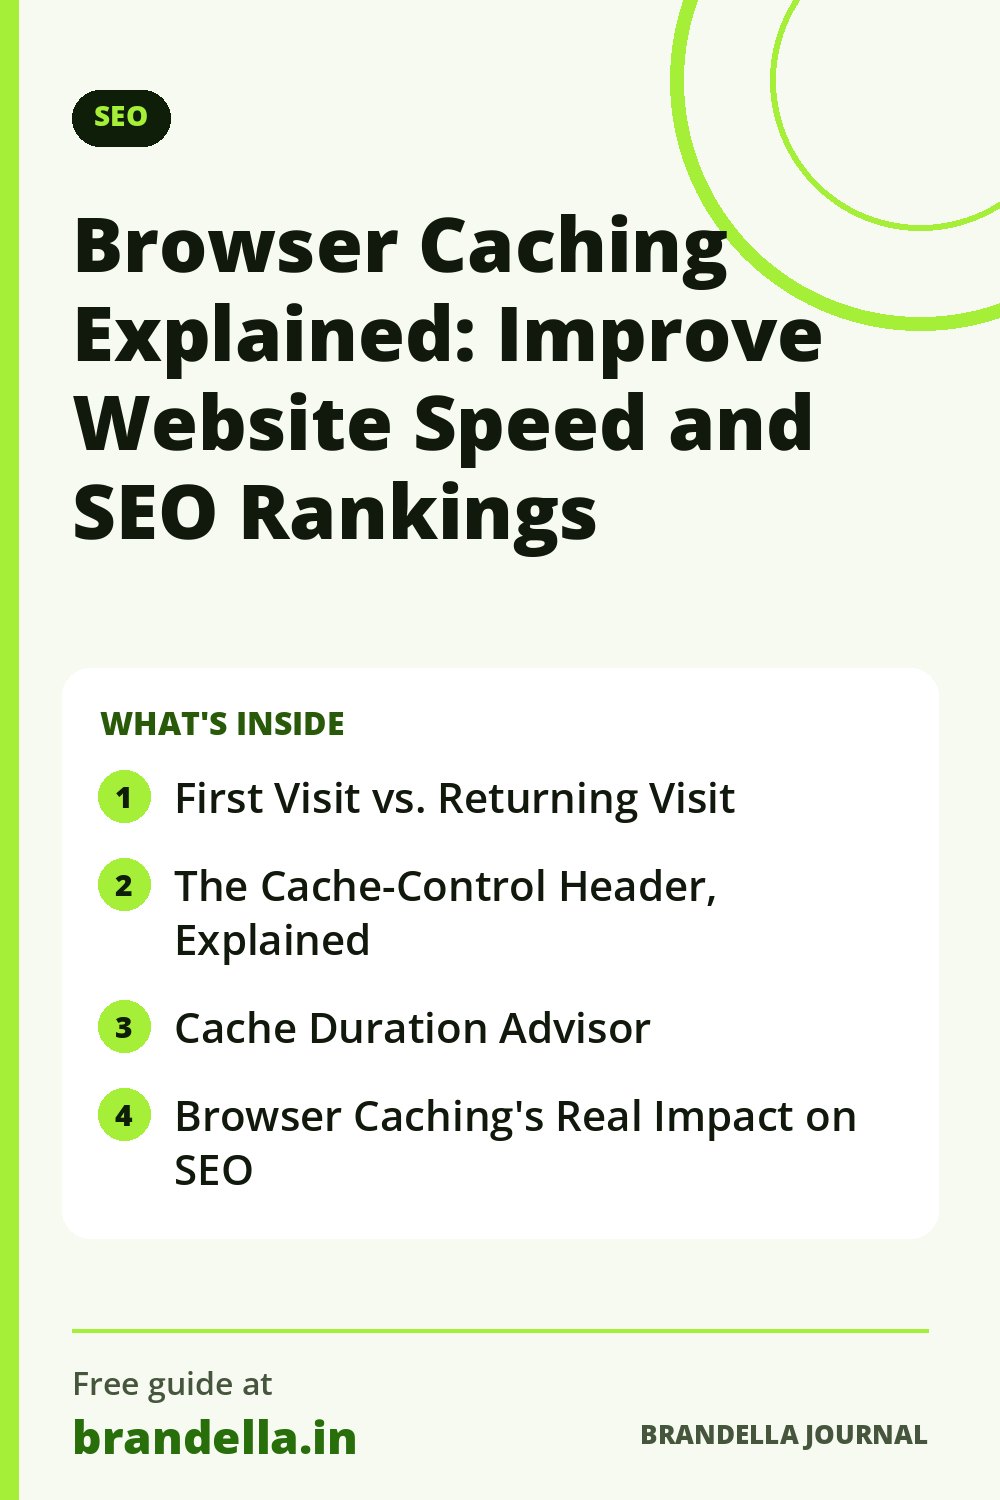 SEO
Browser Caching
Explained: Improve
Website Speed and
SEO Rankings
WHAT'S INSIDE
1 First Visit vs. Returning Visit
2 The Cache-Control Header,
Explained
3 Cache Duration Advisor
4 Browser Caching's Real Impact on
SEO
Free guide at
brandella.in
BRANDELLA JOURNAL